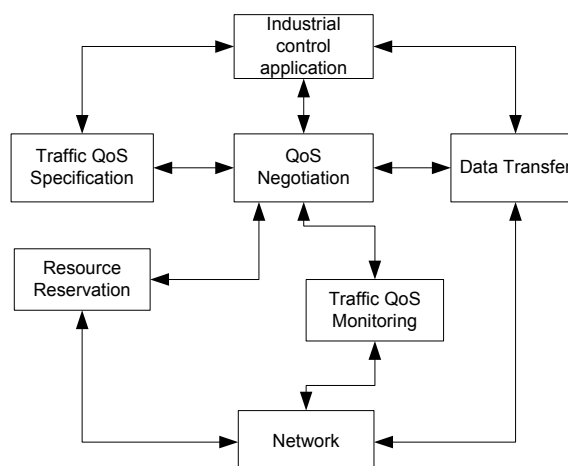 Industrial
control
application
Traffic QoS
Specification
QoS
Negotiation
Data Transfer
Resource
Reservation
Traffic QoS
Monitoring
Network